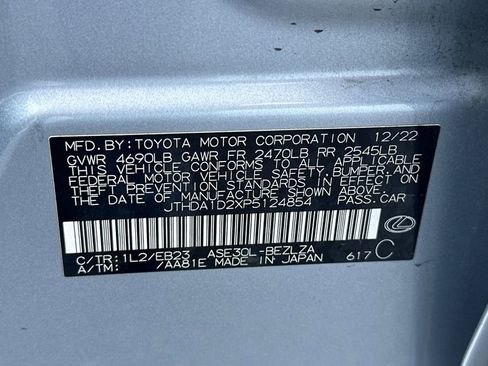 MFD.BY: TOYOTA MOTOR CORPORATION 12/22
GVWR 4690LB GAWR FR 2470LB RR 2545LB
THIS VEHICLE CONFORMS TO ALL APPLICABLE
FEDERAL MOTOR VEHICLE SAFETY,BUMPER,AND
THEFT PREVENTION STANDARDS IN EFFECT ON
THE DATE OF MANUFACTURE SHOWN ABOVE.
JTHDA1D2XP5124854 PASS.CAR
C/TR: 1L2/EB23 ASE30L-BEZLZA
A/TM: /AA81E MADE IN JAPAN 617 C